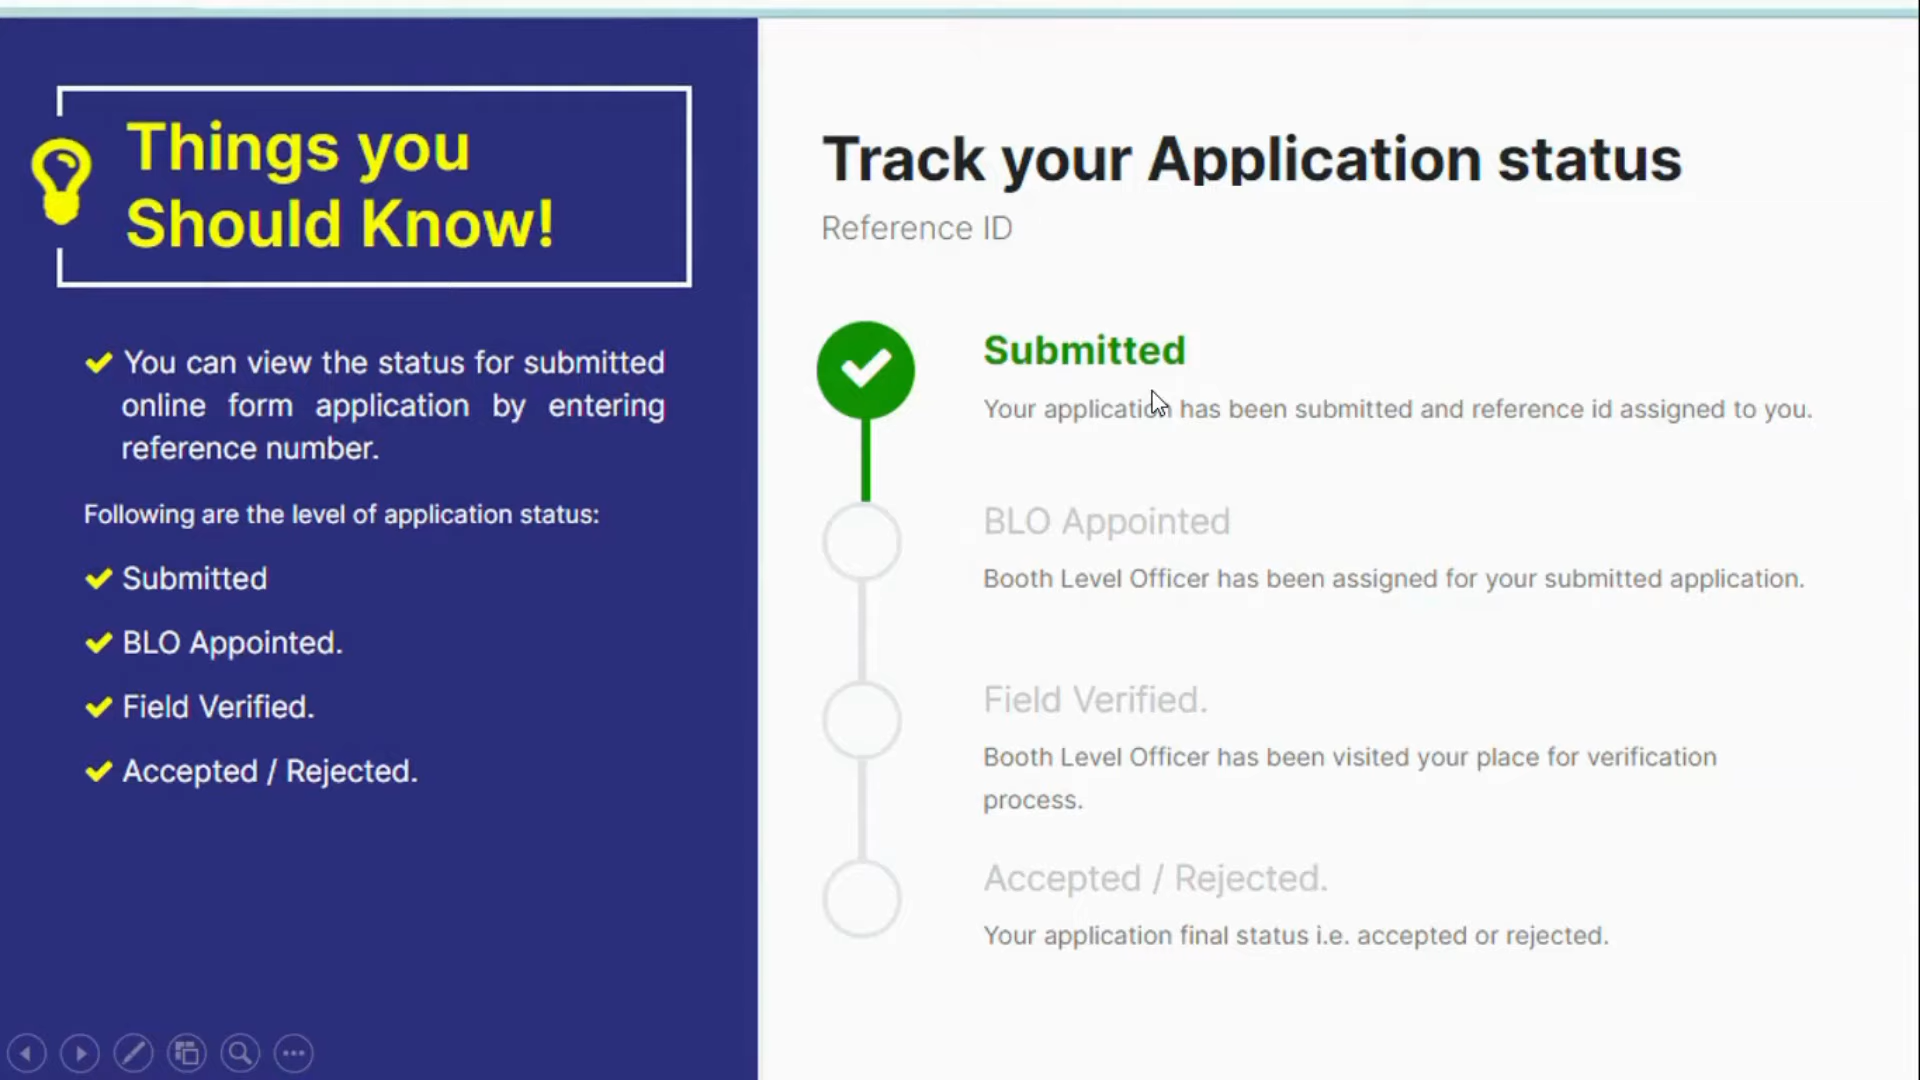 Things you
Should Know!
You can view the status for submitted
online form application by entering
reference number.
Following are the level of application status:
Submitted
BLO Appointed.
Field Verified.
Accepted / Rejected.
Track your Application status
Reference ID
Submitted
Your application has been submitted and reference id assigned to you.
BLO Appointed
Booth Level Officer has been assigned for your submitted application.
Field Verified.
Booth Level Officer has been visited your place for verification
process.
Accepted / Rejected.
Your application final status i.e. accepted or rejected.